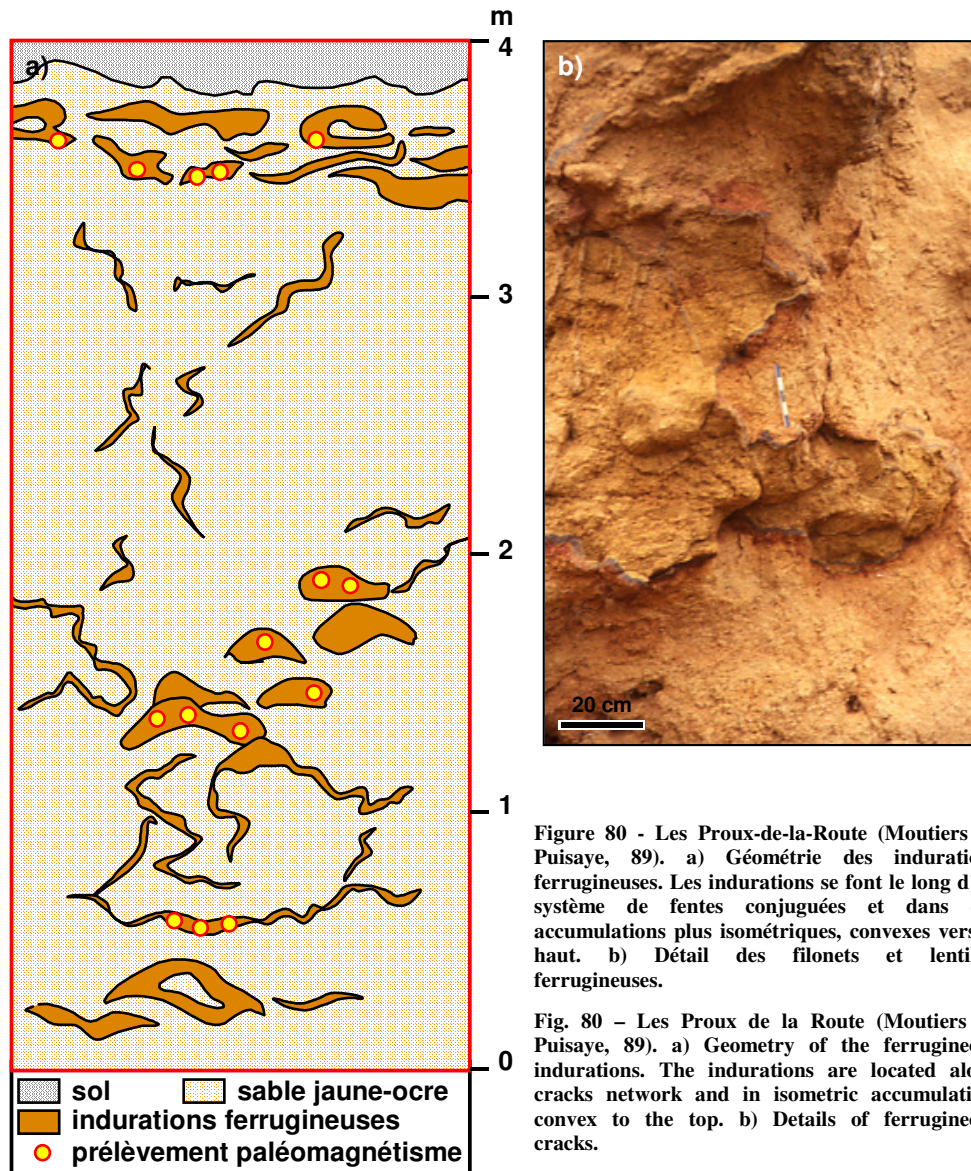 m
a)
4
3
2
1
0
sol
sable jaune-ocre
indurations ferrugineuses
prélèvement paléomagnétisme
b)
20 cm
Figure 80 - Les Proux-de-la-Route (Moutiers
Puisaye, 89). a) Géométrie des
ferrugineuses. Les indurations se font le long
système de fentes conjuguées et dans
accumulations plus isométriques, convexes vers
haut. b) Détail des filonets et
ferrugineuses.
Fig. 80 – Les Proux de la Route (Moutiers
Puisaye, 89). a) Geometry of the
indurations. The indurations are located
cracks network and in isometric
convex to the top. b) Details of
cracks.